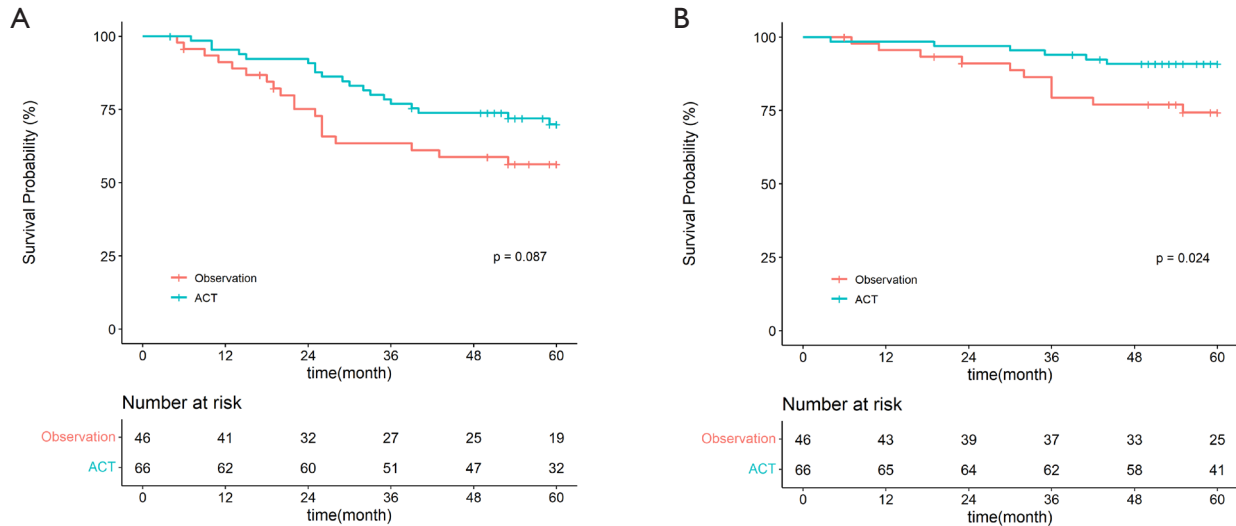 A
Survival Probability (%)
100
75
50
25
0
p = 0.087
Observation
ACT
0 12 24 36 48 60
time(month)
Number at risk
Observation 46 41 32 27 25 19
ACT 66 62 60 51 47 32
0 12 24 36 48 60
time(month)
B
Survival Probability (%)
100
75
50
25
0
p = 0.024
Observation
ACT
0 12 24 36 48 60
time(month)
Number at risk
Observation 46 43 39 37 33 25
ACT 66 65 64 62 58 41
0 12 24 36 48 60
time(month)